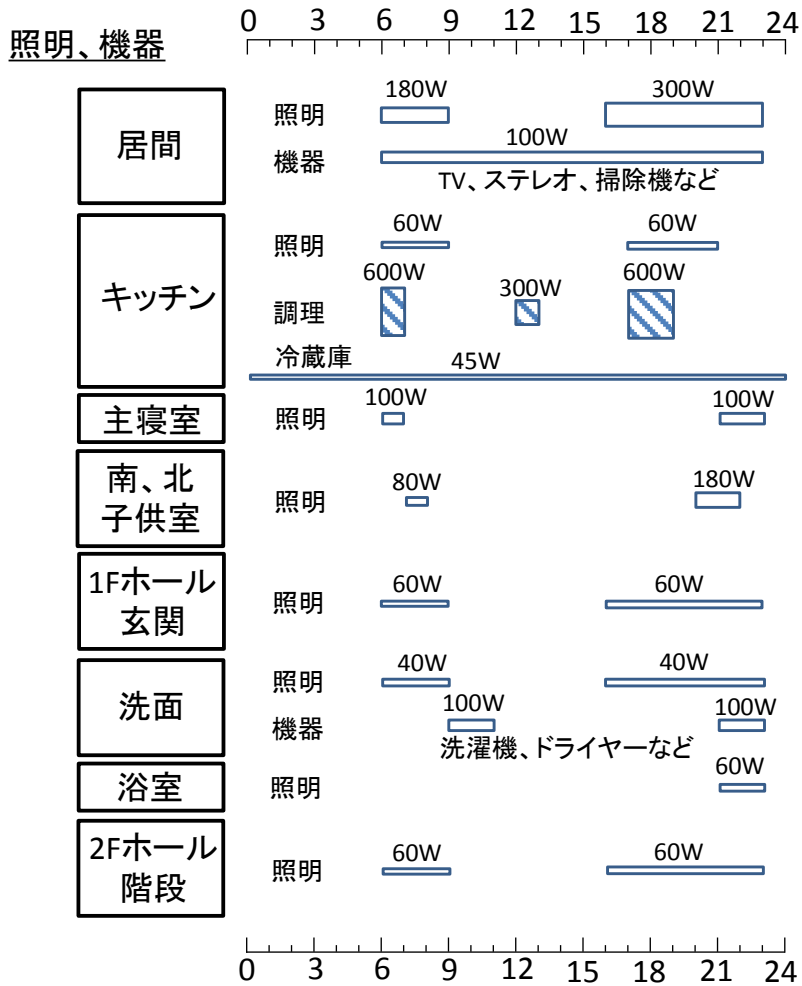 0 3 6 9 12 15 18 21 24
照明、機器
居間
照明
180W 300W
機器
100W
TV、ステレオ、掃除機など
キッチン
照明
60W 60W
調理
600W 300W 600W
冷蔵庫
45W
主寝室
照明
100W 100W
南、北
子供室
照明
80W 180W
1Fホール
玄関
照明
60W 60W
洗面
照明
40W 40W
機器
100W 100W
洗濯機、ドライヤーなど
浴室
照明
60W
2Fホール
階段
照明
60W 60W
0 3 6 9 12 15 18 21 24